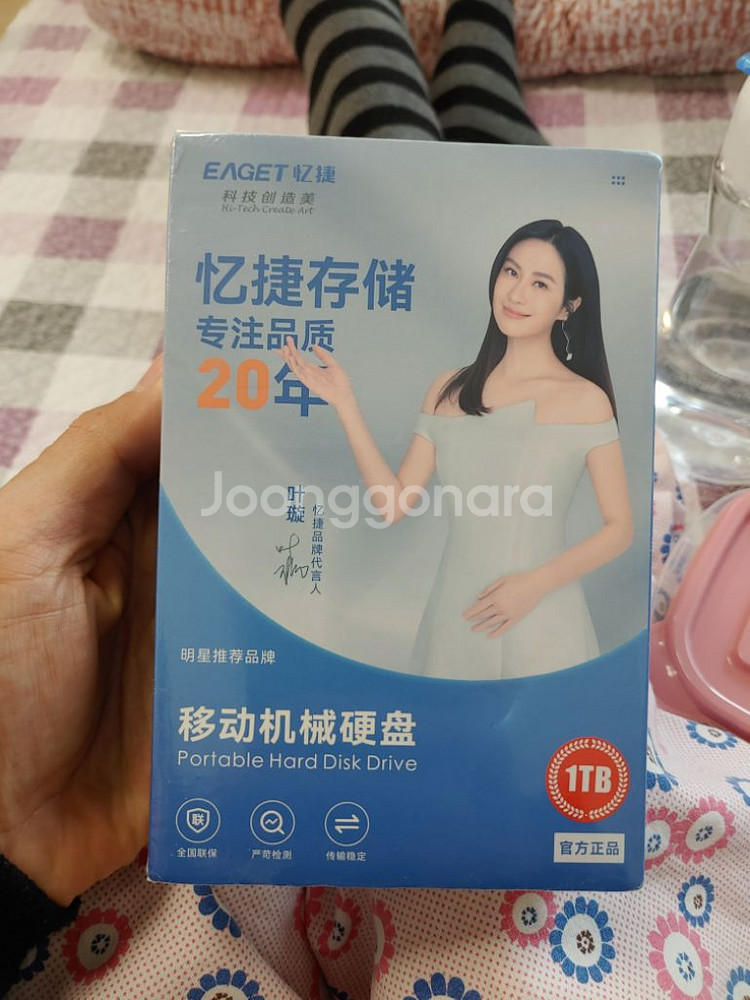 EAGET 忆捷
科技创造美
Hi-Tech Create Art
忆捷存储
专注品质
20年
Joonggonara
叶璇
忆捷品牌代言人
明星推荐品牌
移动机械硬盘
Portable Hard Disk Drive
1TB
联
全国联保
严苛检测
传输稳定
官方正品